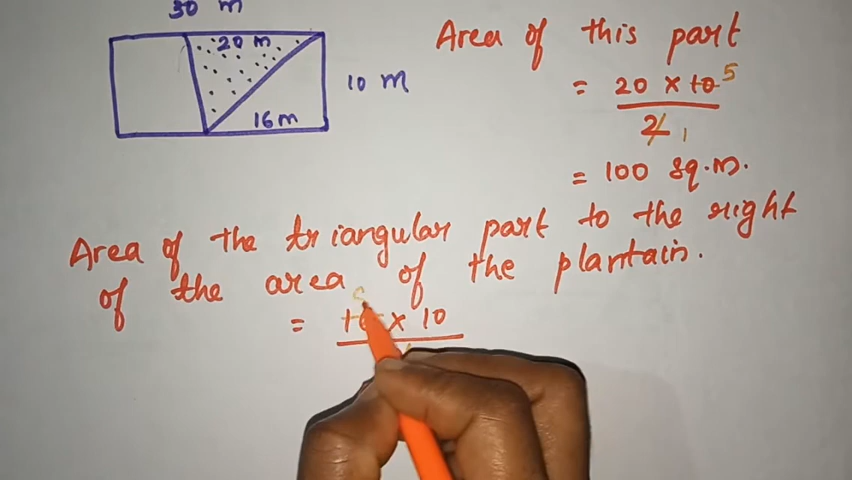 30 m
20 m
10 m
16 m
Area of this part
= 20 x 10 5
2 1
= 100 sq.m.
Area of the triangular part to the right
of the area of the plantain.
= x 10